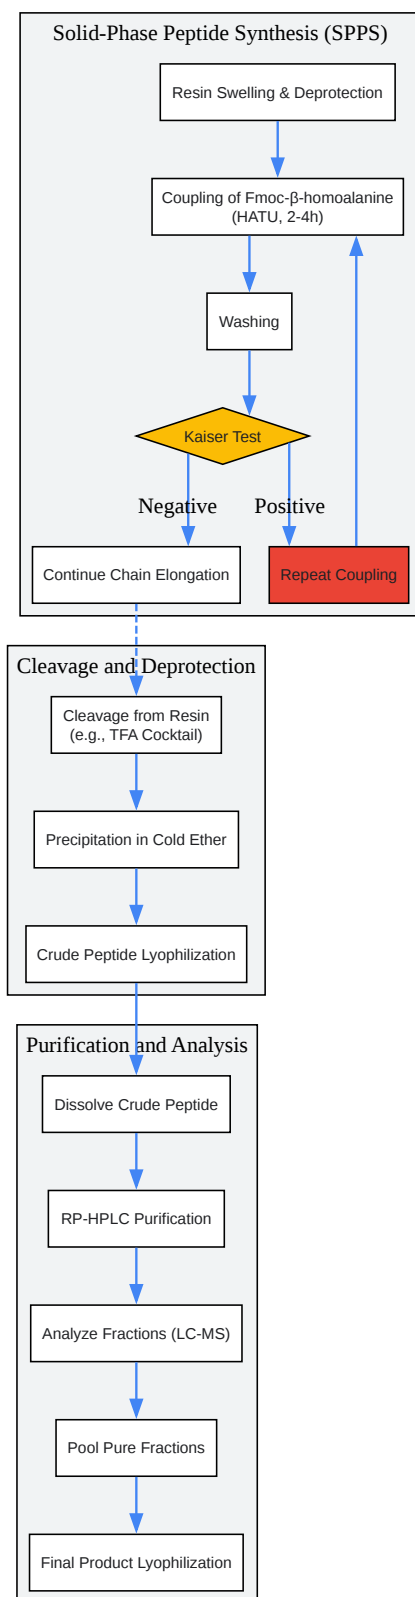 Solid-Phase Peptide Synthesis (SPPS)
Resin Swelling & Deprotection
Coupling of Fmoc-β-homoalanine
(HATU, 2-4h)
Washing
Kaiser Test
Negative
Positive
Continue Chain Elongation
Repeat Coupling
Cleavage and Deprotection
Cleavage from Resin
(e.g., TFA Cocktail)
Precipitation in Cold Ether
Crude Peptide Lyophilization
Purification and Analysis
Dissolve Crude Peptide
RP-HPLC Purification
Analyze Fractions (LC-MS)
Pool Pure Fractions
Final Product Lyophilization